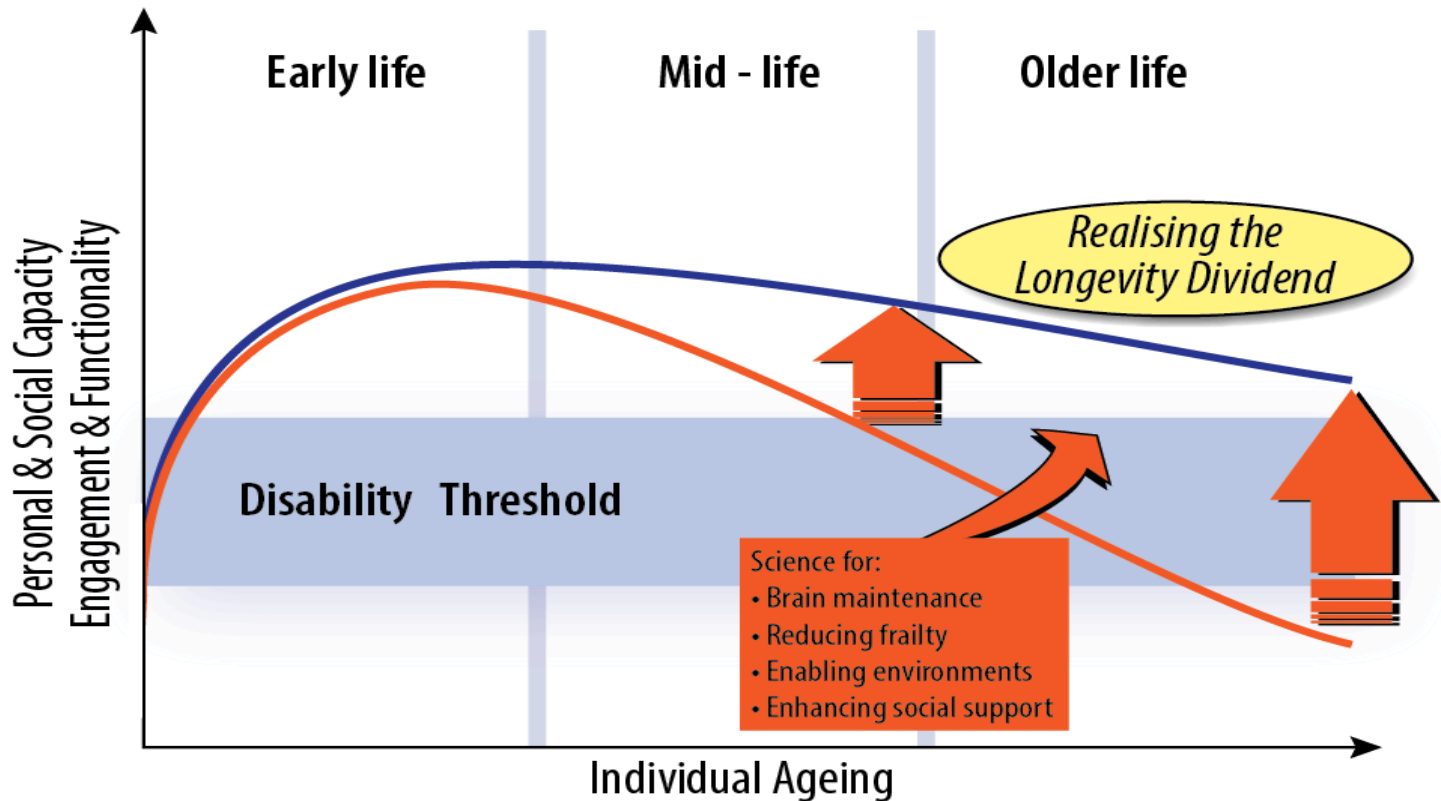 Early life
Mid - life
Older life
Realising the
Longevity Dividend
Personal & Social Capacity
Engagement & Functionality
Disability Threshold
Science for:
• Brain maintenance
• Reducing frailty
• Enabling environments
• Enhancing social support
Individual Ageing